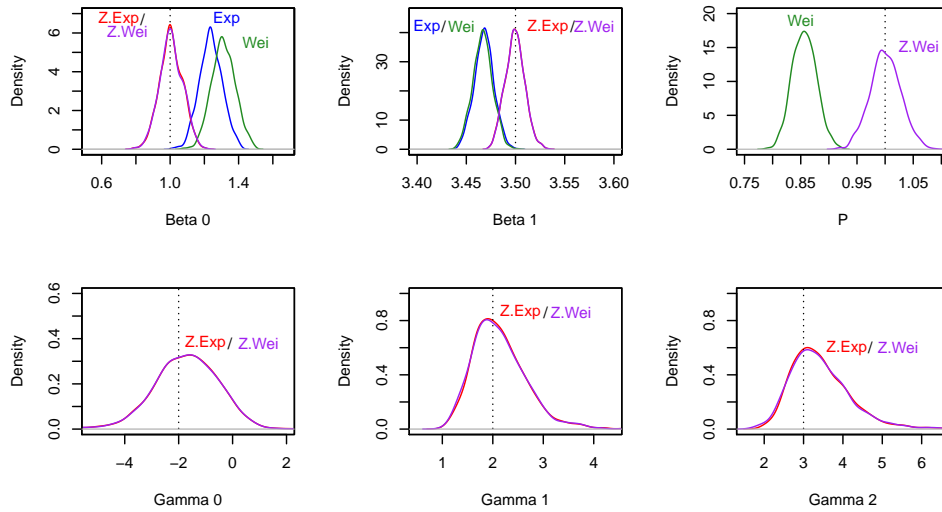 Density
0 1 2 3 4 5 6
Z.Exp/
Z.Wei
Exp
Wei
0.6 1.0 1.4
Beta 0
Density
0 10 30
Exp/Wei
Z.Exp/Z.Wei
3.40 3.45 3.50 3.55 3.60
Beta 1
Density
0 5 10 15 20
Wei
Z.Wei
0.75 0.85 0.95 1.05
P
Density
0.0 0.2 0.4 0.6
Z.Exp/ Z.Wei
−4 −2 0 2
Gamma 0
Density
0.0 0.4 0.8
Z.Exp/Z.Wei
1 2 3 4
Gamma 1
Density
0.0 0.4 0.8
Z.Exp/ Z.Wei
2 3 4 5 6
Gamma 2